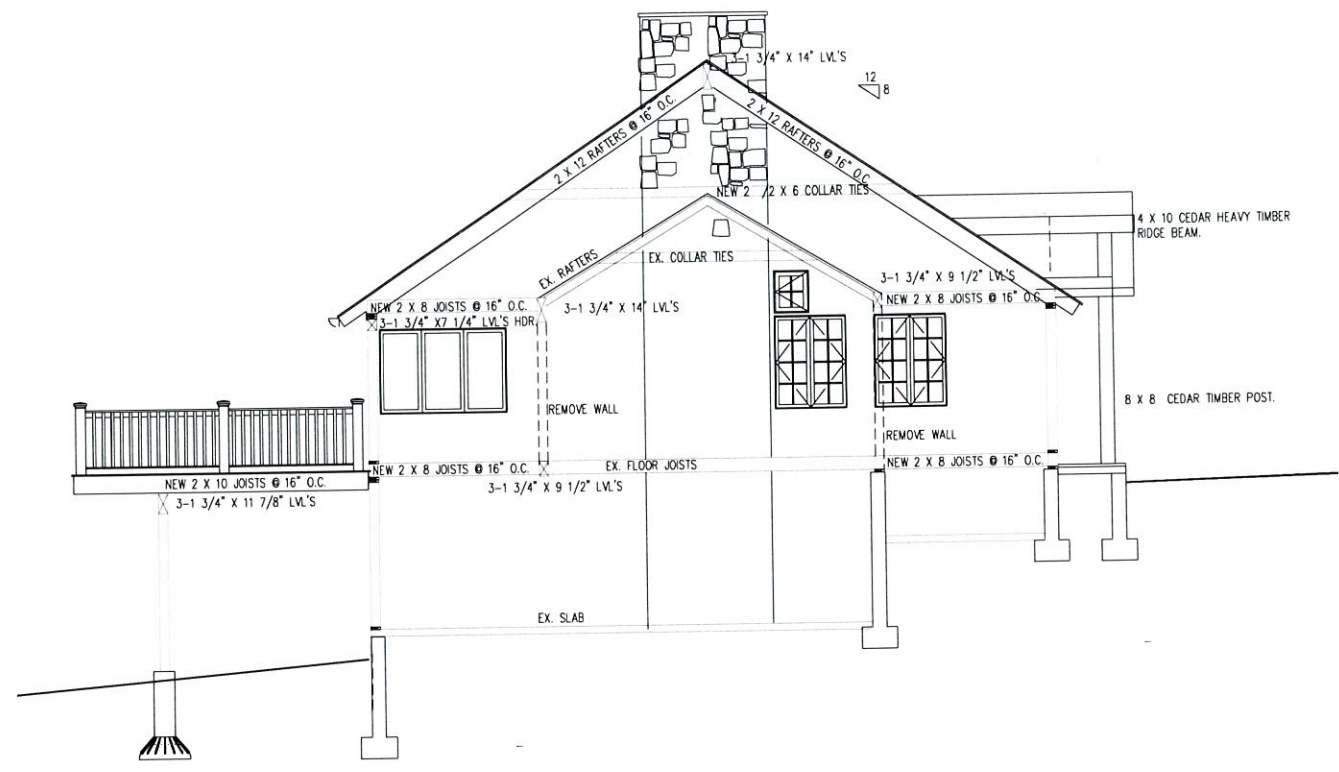 3-1 3/4" X 14" LVL'S
12
8
2 X 12 RAFTERS @ 16" O.C.
2 X 12 RAFTERS @ 16" O.C.
NEW 2 /2 X 6 COLLAR TIES
4 X 10 CEDAR HEAVY TIMBER
RIDGE BEAM.
EX. RAFTERS
EX. COLLAR TIES
3-1 3/4" X 9 1/2" LVL'S
NEW 2 X 8 JOISTS @ 16" O.C.
3-1 3/4" X 14" LVL'S
NEW 2 X 8 JOISTS @ 16" O.C.
3-1 3/4" X7 1/4" LVL'S HDR.
8 X 8 CEDAR TIMBER POST.
REMOVE WALL
REMOVE WALL
NEW 2 X 8 JOISTS @ 16" O.C.
EX. FLOOR JOISTS
NEW 2 X 8 JOISTS @ 16" O.C.
NEW 2 X 10 JOISTS @ 16" O.C.
3-1 3/4" X 9 1/2" LVL'S
3-1 3/4" X 11 7/8" LVL'S
EX. SLAB